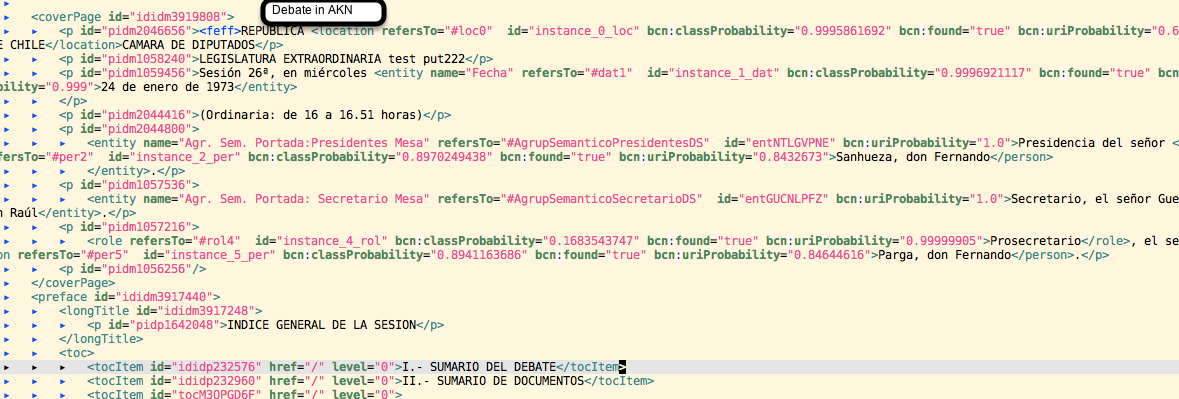 Debate in AKN
<coverPage id="ididm3919808">
<p id="pidm2046656"><feff>REPUBLICA <location refersTo="#loc0"  id="instance_0_loc" bcn:classProbability="0.9995861692" bcn:found="true" bcn:uriProbability="0.6
E CHILE</location>CAMARA DE DIPUTADOS</p>
<p id="pidm1058240">LEGISLATURA EXTRAORDINARIA test put222</p>
<p id="pidm1059456">Sesión 26ª, en miércoles <entity name="Fecha" refersTo="#dat1"  id="instance_1_dat" bcn:classProbability="0.9996921117" bcn:found="true" bcn
bility="0.999">24 de enero de 1973</entity>
</p>
<p id="pidm2044416">(Ordinaria: de 16 a 16.51 horas)</p>
<p id="pidm2044800">
<entity name="Agr. Sem. Portada:Presidentes Mesa" refersTo="#AgrupSemanticoPresidentesDS"  id="entNTLGVPNE" bcn:uriProbability="1.0">Presidencia del señor <
efersTo="#per2"  id="instance_2_per" bcn:classProbability="0.8970249438" bcn:found="true" bcn:uriProbability="0.8432673">Sanhueza, don Fernando</person>
</entity>.</p>
<p id="pidm1057536">
<entity name="Agr. Sem. Portada: Secretario Mesa" refersTo="#AgrupSemanticoSecretarioDS"  id="entGUCNLPFZ" bcn:uriProbability="1.0">Secretario, el señor Gue
n Raúl</entity>.</p>
<p id="pidm1057216">
<role refersTo="#rol4"  id="instance_4_rol" bcn:classProbability="0.1683543747" bcn:found="true" bcn:uriProbability="0.99999905">Prosecretario</role>, el se
on refersTo="#per5"  id="instance_5_per" bcn:classProbability="0.8941163686" bcn:found="true" bcn:uriProbability="0.84644616">Parga, don Fernando</person>.</p>
<p id="pidm1056256"/>
</coverPage>
<preface id="ididm3917440">
<longTitle id="ididm3917248">
<p id="pidp1642048">INDICE GENERAL DE LA SESION</p>
</longTitle>
<toc>
<tocItem id="ididp232576" href="/" level="0">I.- SUMARIO DEL DEBATE</tocItem>
<tocItem id="ididp232960" href="/" level="0">II.- SUMARIO DE DOCUMENTOS</tocItem>
<tocItem id="tocM3OPGD6F" href="/" level="0">